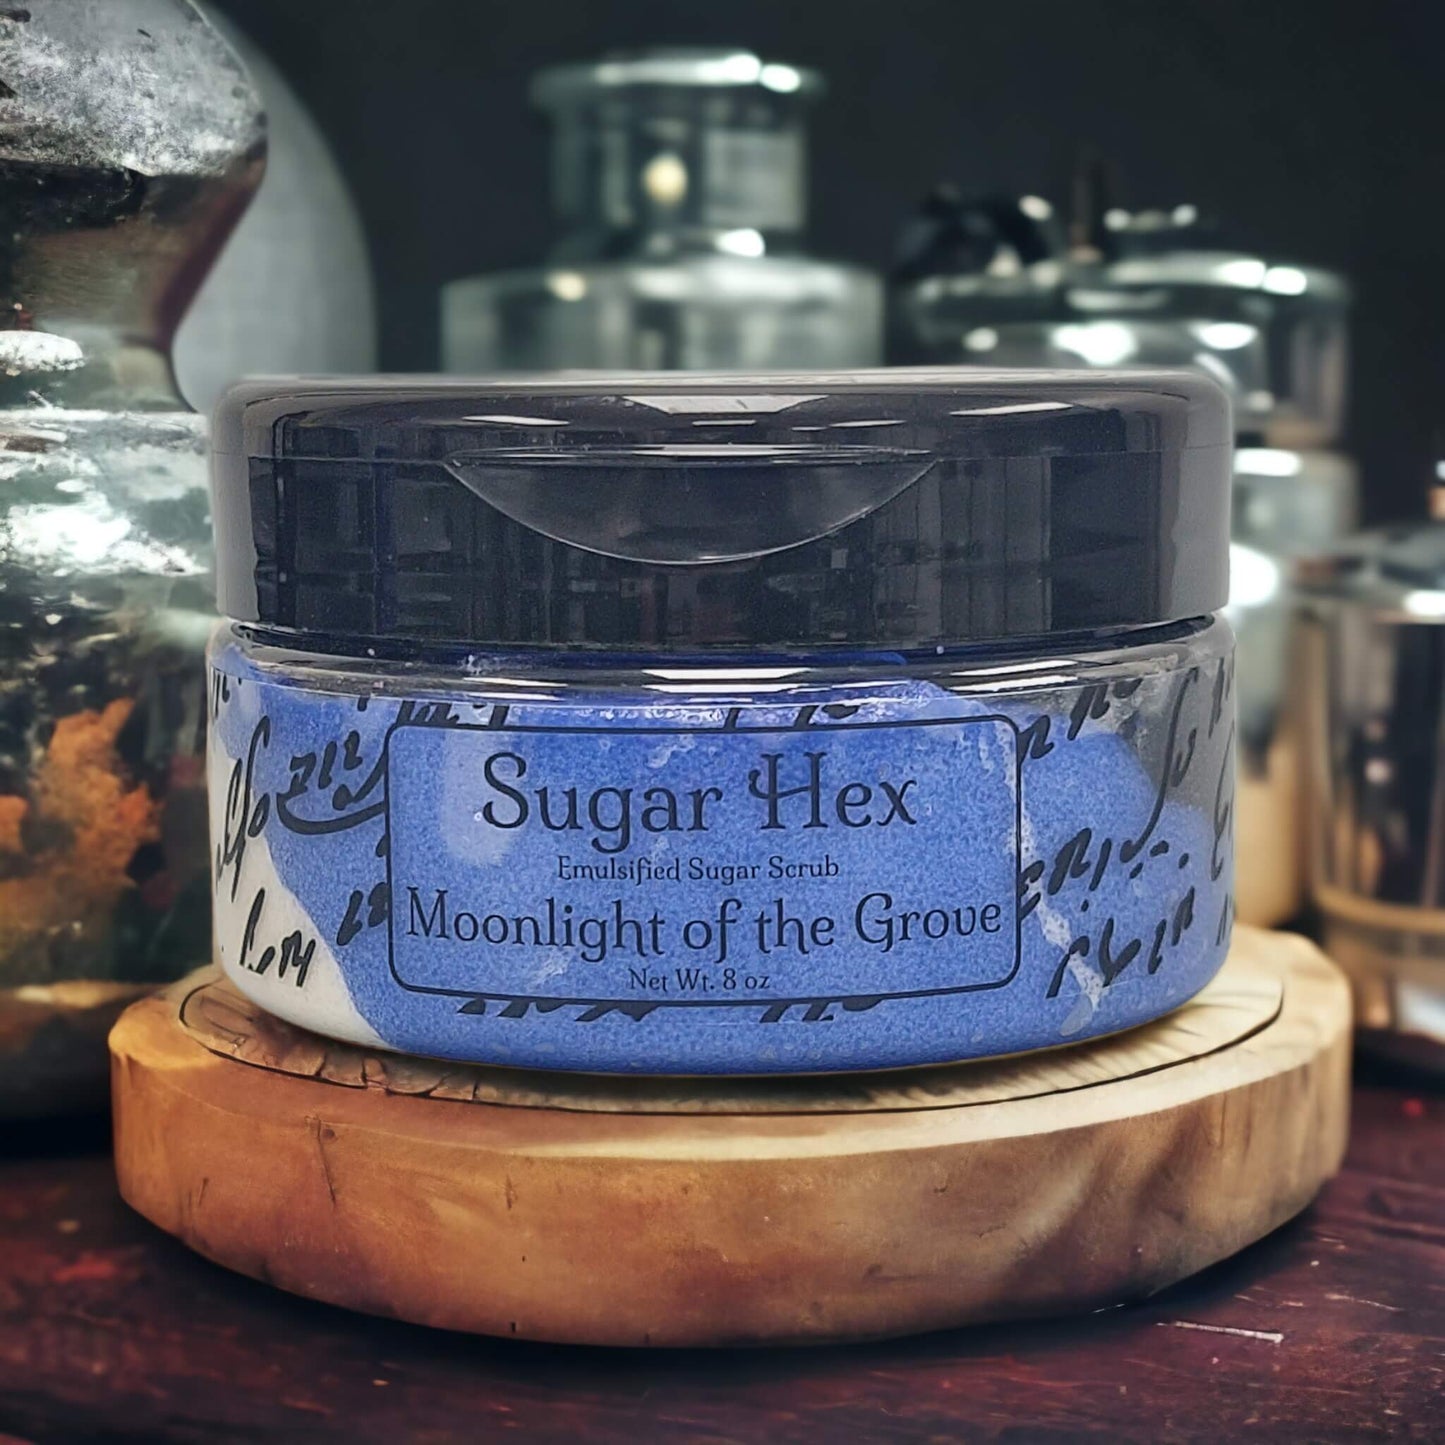 Sugar Hex
Emulsified Sugar Scrub
Moonlight of the Grove
Net Wt. 8 oz